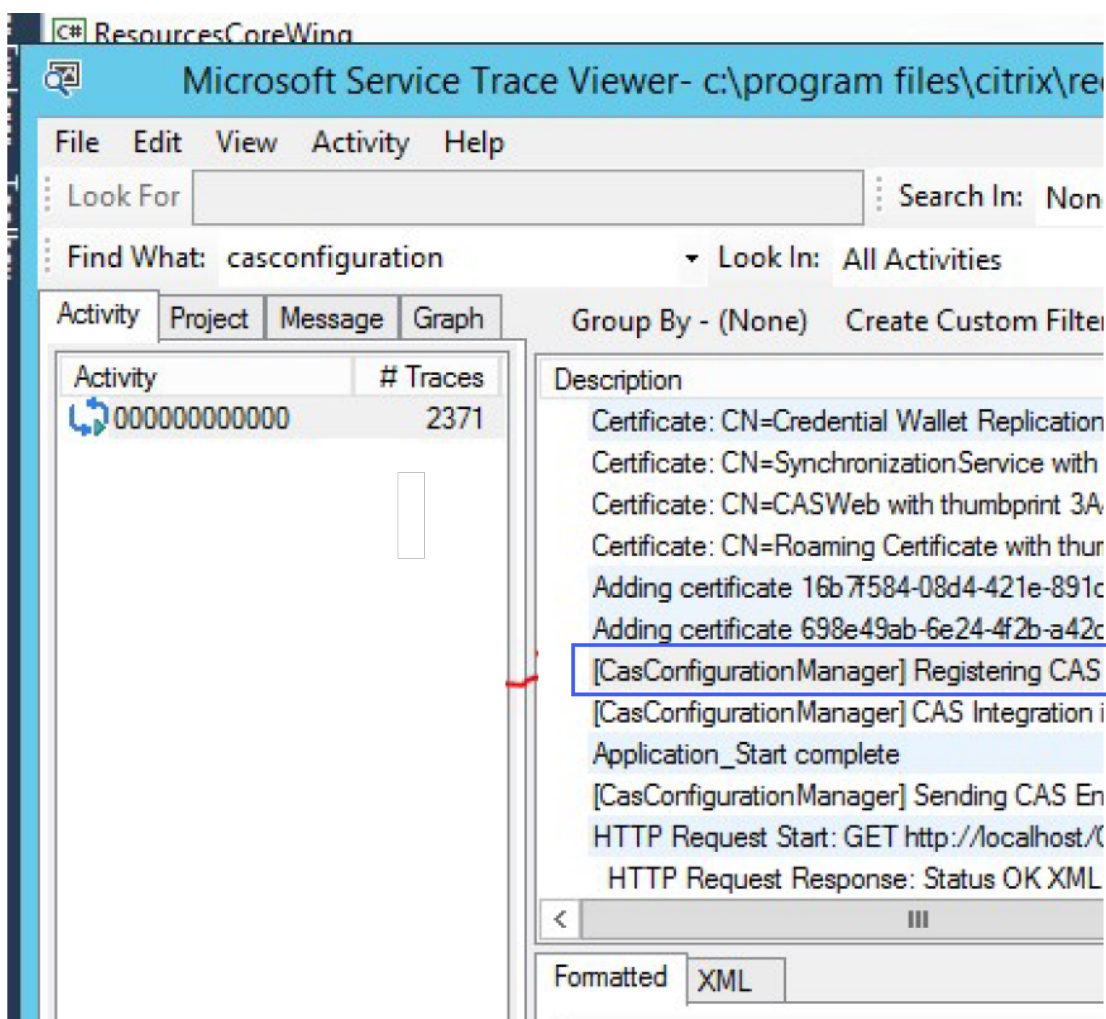 C# ResourcesCoreWing
Microsoft Service Trace Viewer- c:\program files\citrix\re
File Edit View Activity Help
Look For Search In: Non
Find What: casconfiguration Look In: All Activities
Activity Project Message Graph Group By - (None) Create Custom Filter
Activity # Traces Description
000000000000 2371
Certificate: CN=Credential Wallet Replication
Certificate: CN=SynchronizationService with
Certificate: CN=CASWeb with thumbprint 3A
Certificate: CN=Roaming Certificate with thur
Adding certificate 16b7f584-08d4-421e-891c
Adding certificate 698e49ab-6e24-4f2b-a42c
[CasConfigurationManager] Registering CAS
[CasConfigurationManager] CAS Integration i
Application_Start complete
[CasConfigurationManager] Sending CAS En
HTTP Request Start: GET http://localhost/
HTTP Request Response: Status OK XML
Formatted XML